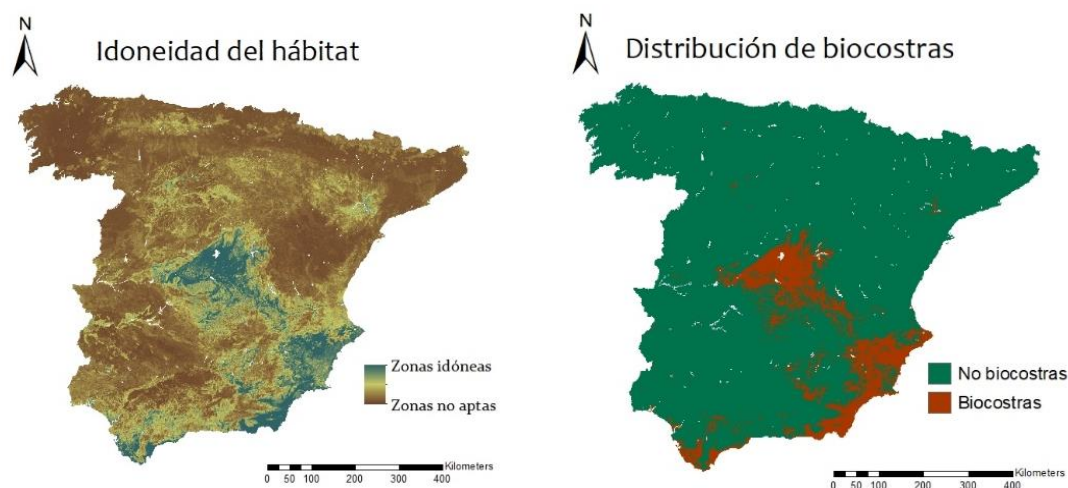 N
Idoneidad del hábitat
Zonas idóneas
Zonas no aptas
Kilometers
0 50 100 200 300 400
N
Distribución de biocostras
No biocostras
Biocostras
Kilometers
0 50 100 200 300 400